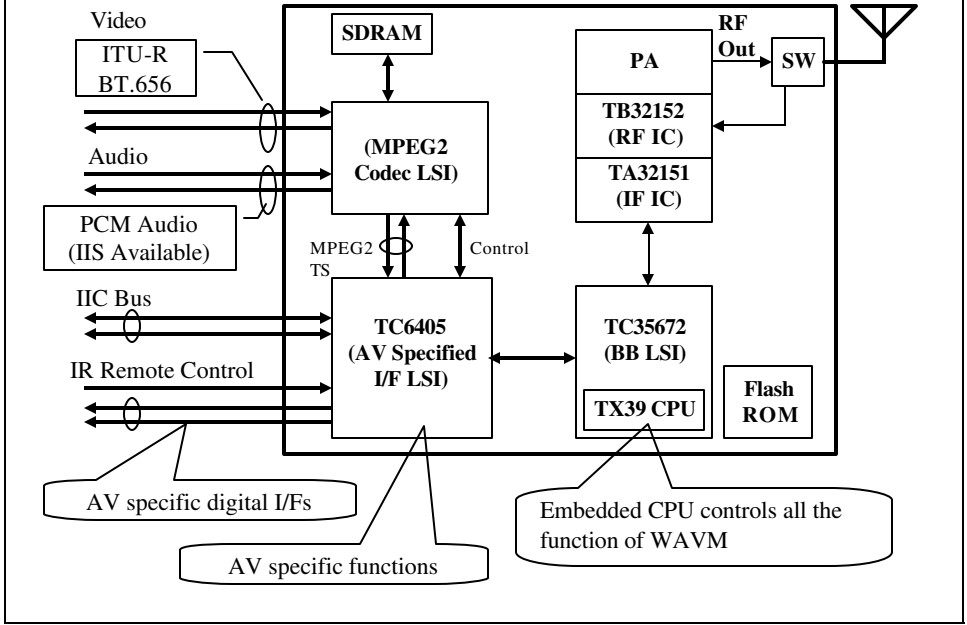 Video
ITU-R
BT.656
Audio
PCM Audio
(IIS Available)
IIC Bus
IR Remote Control
SDRAM
(MPEG2
Codec LSI)
MPEG2
TS
Control
TC6405
(AV Specified
I/F LSI)
PA
RF
Out
SW
TB32152
(RF IC)
TA32151
(IF IC)
TC35672
(BB LSI)
TX39 CPU
Flash
ROM
AV specific digital I/Fs
AV specific functions
Embedded CPU controls all the
function of WAVM